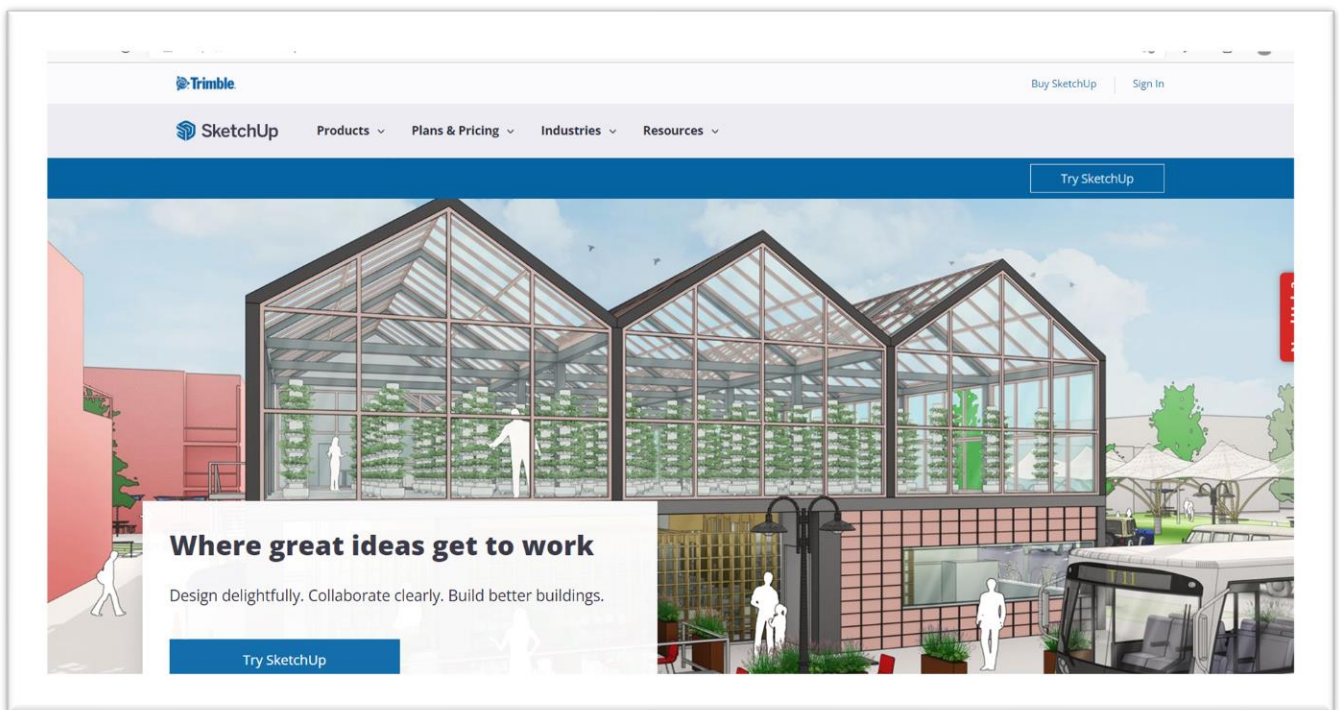 Trimble
Buy SketchUp Sign In
SketchUp Products Plans & Pricing Industries Resources
Try SketchUp
Where great ideas get to work
Design delightfully. Collaborate clearly. Build better buildings.
Try SketchUp